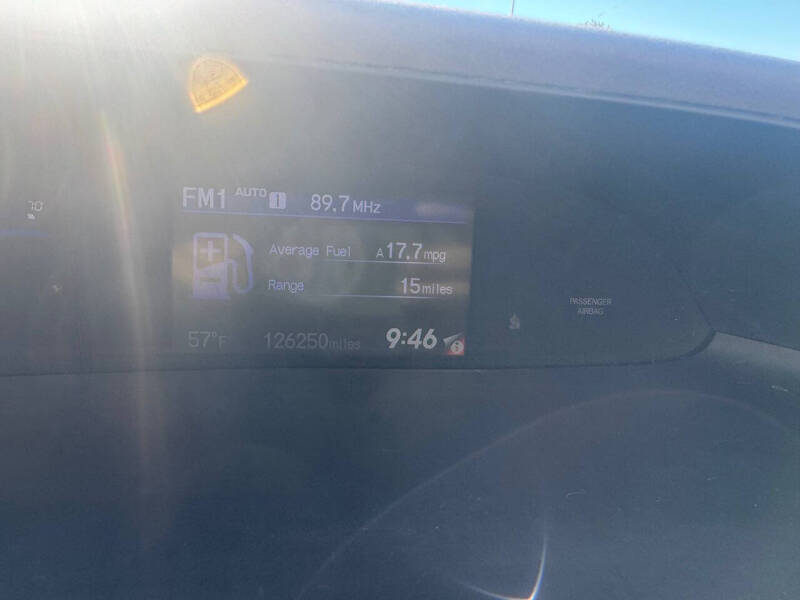 FM1 AUTO 89.7 MHz
70
Average Fuel A 17.7 mpg
Range 15 miles
PASSENGER
AIRBAG
57°F 126250 miles 9:46